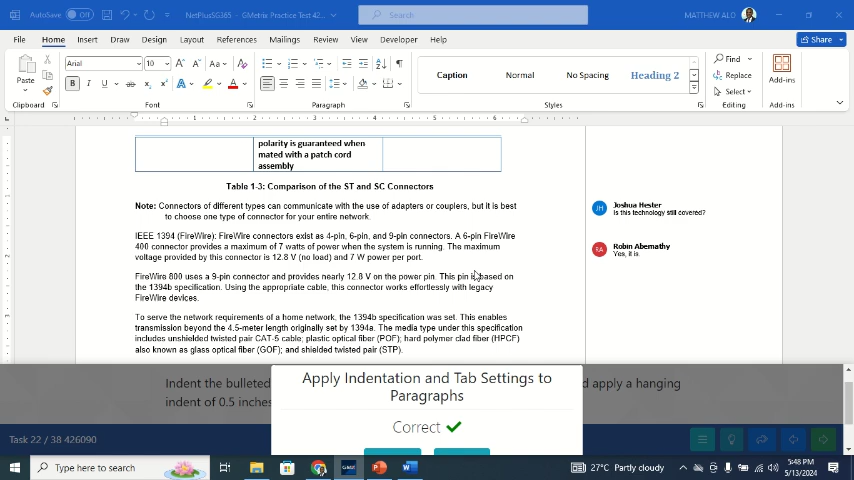 AutoSave Off NetPlusSG365 - GMetrix Practice Test 42... Search MATTHEW ALO
File Home Insert Draw Design Layout References Mailings Review View Developer Help Share
Paste Arial 10 Aa Caption Normal No Spacing Heading 2 Find Replace Select Add-ins
B I U ab x x A A
Clipboard Font Paragraph Styles Editing Add-ins
1 2 3 4 5 6
polarity is guaranteed when
mated with a patch cord
assembly
Table 1-3: Comparison of the ST and SC Connectors
Note: Connectors of different types can communicate with the use of adapters or couplers, but it is best
to choose one type of connector for your entire network.
JH Joshua Hester
Is this technology still covered?
IEEE 1394 (FireWire): FireWire connectors exist as 4-pin, 6-pin, and 9-pin connectors. A 6-pin FireWire
400 connector provides a maximum of 7 watts of power when the system is running. The maximum
voltage provided by this connector is 12.8 V (no load) and 7 W power per port.
RA Robin Abernathy
Yes, it is.
FireWire 800 uses a 9-pin connector and provides nearly 12.8 V on the power pin. This pin is based on
the 1394b specification. Using the appropriate cable, this connector works effortlessly with legacy
FireWire devices.
To serve the network requirements of a home network, the 1394b specification was set. This enables
transmission beyond the 4.5-meter length originally set by 1394a. The media type under this specification
includes unshielded twisted pair CAT-5 cable; plastic optical fiber (POF); hard polymer clad fiber (HPCF)
also known as glass optical fiber (GOF); and shielded twisted pair (STP).
Indent the bulleted d apply a hanging
indent of 0.5 inches
Apply Indentation and Tab Settings to
Paragraphs
Correct
Task 22 / 38 426090
Type here to search GMET 27°C Partly cloudy 5:48 PM
5/13/2024